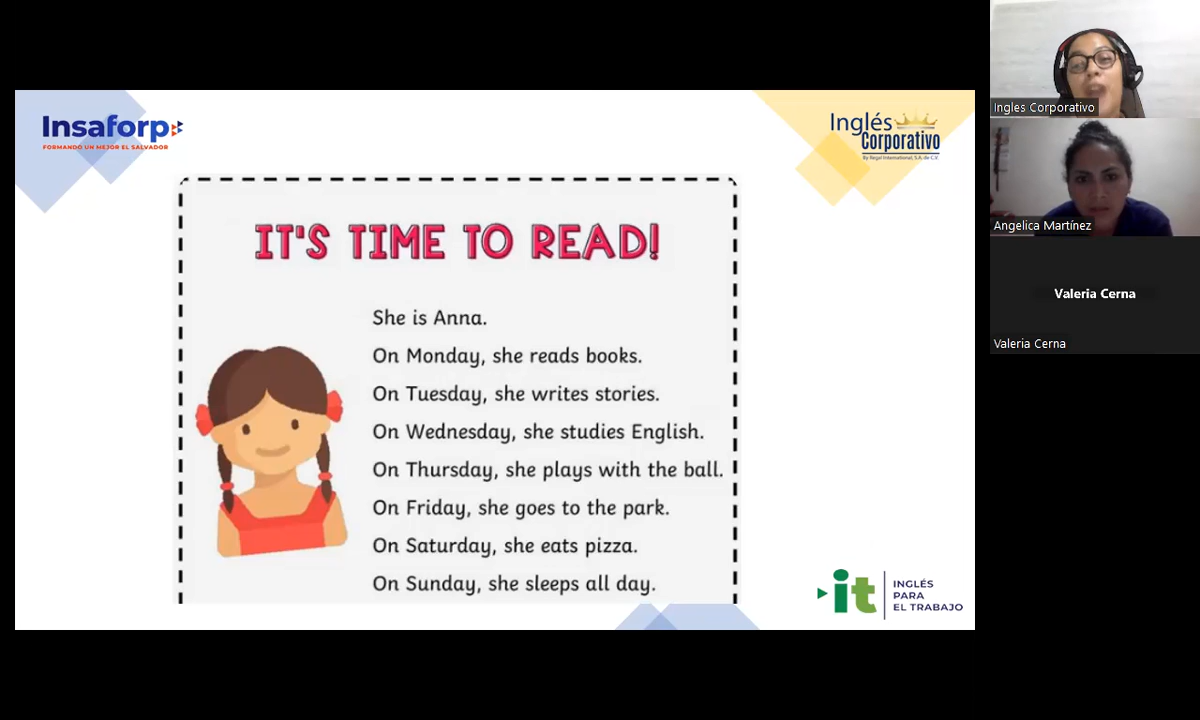 Insaforp
FORMANDO UN MEJOR EL SALVADOR
Inglés
Corporativo
By Regal International, S.A. de C.V.
IT'S TIME TO READ!
She is Anna.
On Monday, she reads books.
On Tuesday, she writes stories.
On Wednesday, she studies English.
On Thursday, she plays with the ball.
On Friday, she goes to the park.
On Saturday, she eats pizza.
On Sunday, she sleeps all day.
it
INGLÉS
PARA
EL TRABAJO
Ingles Corporativo
Angelica Martínez
Valeria Cerna
Valeria Cerna